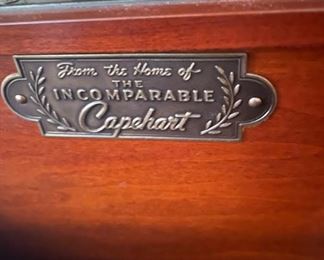 From the Home of
THE
INCOMPARABLE
Capehart